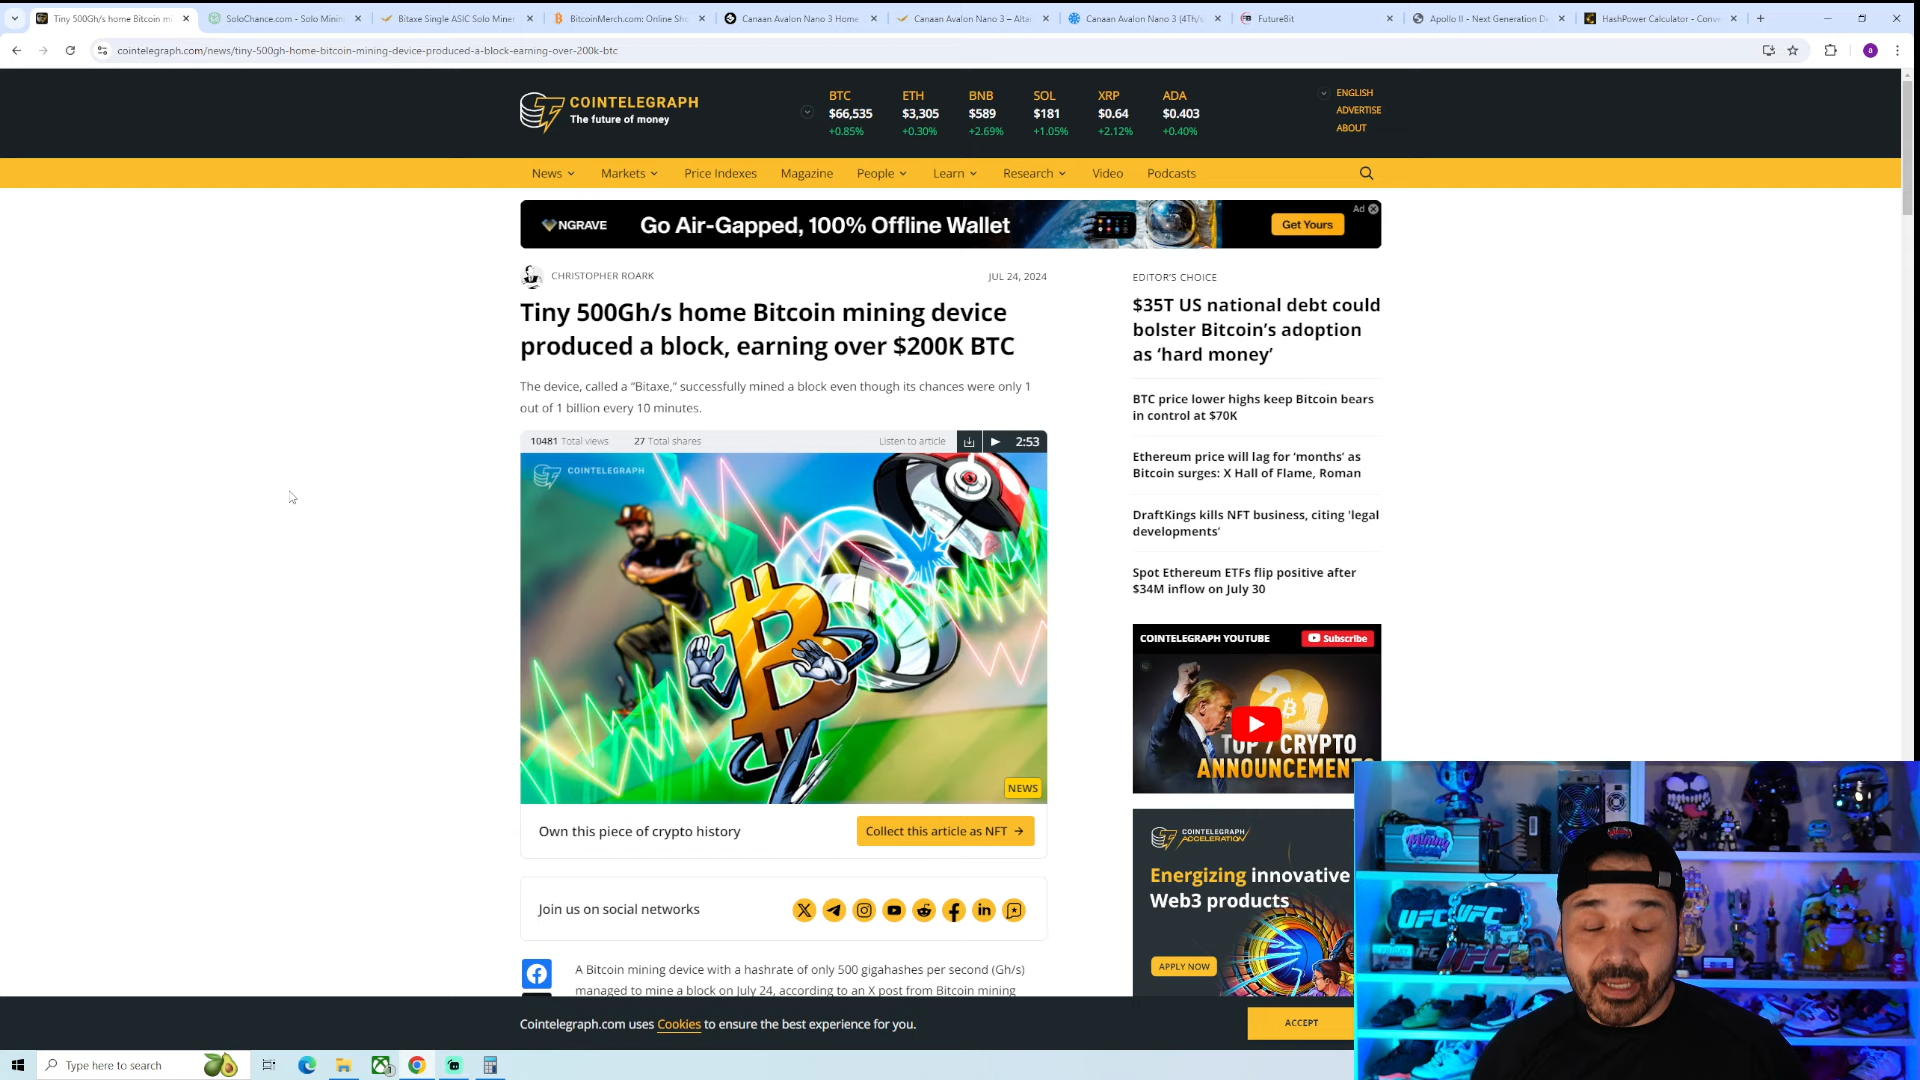 Tiny 500Gh/s home Bitcoin mi
SoloChance.com - Solo Minin
Bitaxe Single ASIC Solo Miner
BitcoinMerch.com: Online Sho
Canaan Avalon Nano 3 Home
Canaan Avalon Nano 3 – Alta
Canaan Avalon Nano 3 (4Th/s
FutureBit
Apollo II - Next Generation De
HashPower Calculator - Conv
cointelegraph.com/news/tiny-500gh-home-bitcoin-mining-device-produced-a-block-earning-over-200k-btc
a
COINTELEGRAPH
The future of money
BTC ETH BNB SOL XRP ADA
$66,535 $3,305 $589 $181 $0.64 $0.403
+0.85% +0.30% +2.69% +1.05% +2.12% +0.40%
ENGLISH
ADVERTISE
ABOUT
News Markets Price Indexes Magazine People Learn Research Video Podcasts
NGRAVE Go Air-Gapped, 100% Offline Wallet Get Yours
Ad
CHRISTOPHER ROARK JUL 24, 2024
Tiny 500Gh/s home Bitcoin mining device
produced a block, earning over $200K BTC
The device, called a “Bitaxe,” successfully mined a block even though its chances were only 1
out of 1 billion every 10 minutes.
10481 Total views 27 Total shares Listen to article 2:53
COINTELEGRAPH
NEWS
Own this piece of crypto history Collect this article as NFT →
Join us on social networks
A Bitcoin mining device with a hashrate of only 500 gigahashes per second (Gh/s)
managed to mine a block on July 24, according to an X post from Bitcoin mining
EDITOR’S CHOICE
$35T US national debt could
bolster Bitcoin’s adoption
as ‘hard money’
BTC price lower highs keep Bitcoin bears
in control at $70K
Ethereum price will lag for ‘months’ as
Bitcoin surges: X Hall of Flame, Roman
DraftKings kills NFT business, citing 'legal
developments’
Spot Ethereum ETFs flip positive after
$34M inflow on July 30
COINTELEGRAPH YOUTUBE Subscribe
21
TOP 7 CRYPTO
ANNOUNCEMENT
COINTELEGRAPH
ACCELERATION
Energizing innovative
Web3 products
APPLY NOW
Cointelegraph.com uses Cookies to ensure the best experience for you.
ACCEPT
Mining
UFC UFC
UFC
Type here to search